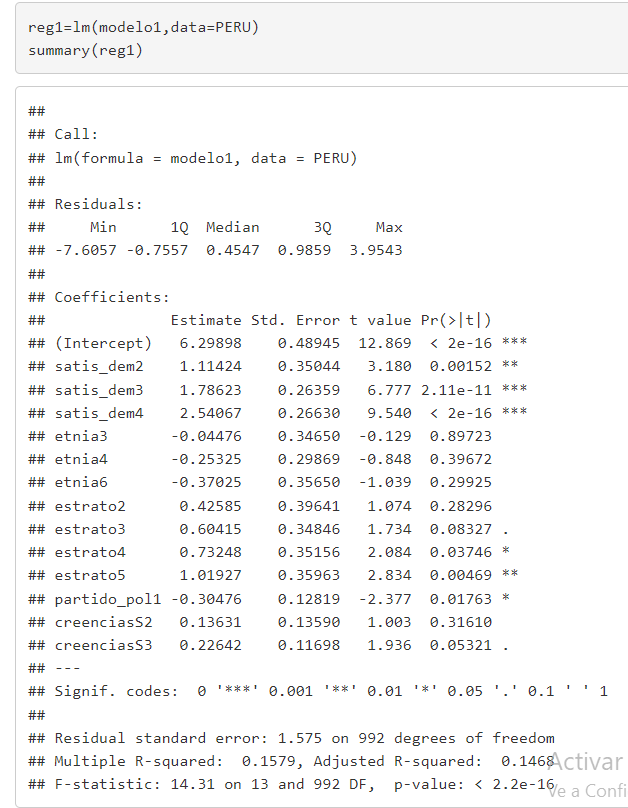 reg1=lm(modelo1,data=PERU)
summary(reg1)
##
## Call:
## lm(formula = modelo1, data = PERU)
##
## Residuals:
##     Min      1Q  Median      3Q     Max
## -7.6057 -0.7557  0.4547  0.9859  3.9543
##
## Coefficients:
##              Estimate Std. Error t value Pr(>|t|)
## (Intercept)   6.29898    0.48945  12.869  < 2e-16 ***
## satis_dem2    1.11424    0.35044   3.180  0.00152 **
## satis_dem3    1.78623    0.26359   6.777 2.11e-11 ***
## satis_dem4    2.54067    0.26630   9.540  < 2e-16 ***
## etnia3       -0.04476    0.34650  -0.129  0.89723
## etnia4       -0.25325    0.29869  -0.848  0.39672
## etnia6       -0.37025    0.35650  -1.039  0.29925
## estrato2      0.42585    0.39641   1.074  0.28296
## estrato3      0.60415    0.34846   1.734  0.08327 .
## estrato4      0.73248    0.35156   2.084  0.03746 *
## estrato5      1.01927    0.35963   2.834  0.00469 **
## partido_pol1 -0.30476    0.12819  -2.377  0.01763 *
## creenciasS2   0.13631    0.13590   1.003  0.31610
## creenciasS3   0.22642    0.11698   1.936  0.05321 .
## ---
## Signif. codes:  0 '***' 0.001 '**' 0.01 '*' 0.05 '.' 0.1 ' ' 1
##
## Residual standard error: 1.575 on 992 degrees of freedom
## Multiple R-squared:  0.1579, Adjusted R-squared:  0.1468
## F-statistic: 14.31 on 13 and 992 DF,  p-value: < 2.2e-16
Activar
Ve a Confi